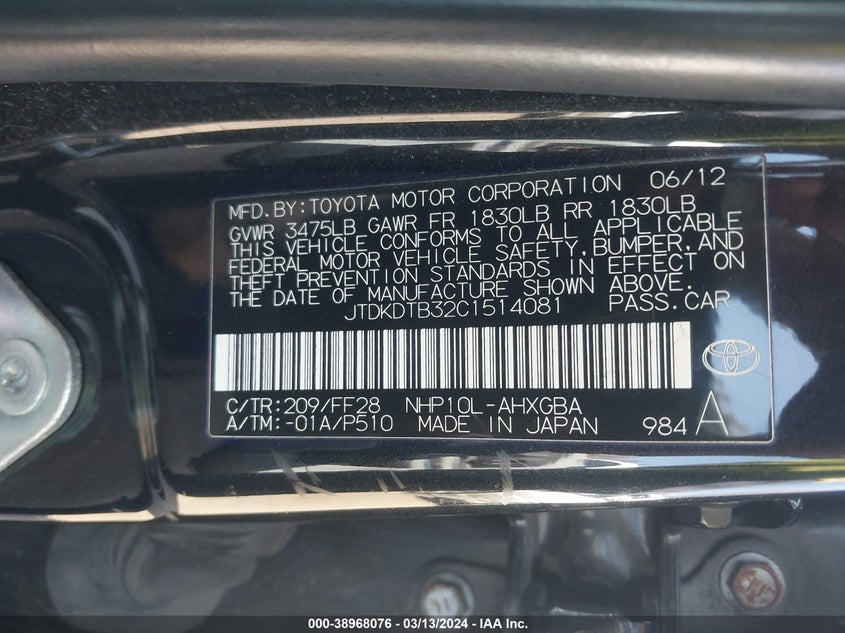 MFD.BY:TOYOTA MOTOR CORPORATION 06/12
GVWR 3475LB GAWR FR 1830LB RR 1830LB
THIS VEHICLE CONFORMS TO ALL APPLICABLE
FEDERAL MOTOR VEHICLE SAFETY,BUMPER,AND
THEFT PREVENTION STANDARDS IN EFFECT ON
THE DATE OF MANUFACTURE SHOWN ABOVE.
JTDKDTB32C1514081 PASS.CAR
C/TR:209/FF28 NHP10L-AHXGBA
A/TM:-01A/P510 MADE IN JAPAN 984 A
000-38968076 — 03/13/2024 — IAA Inc.